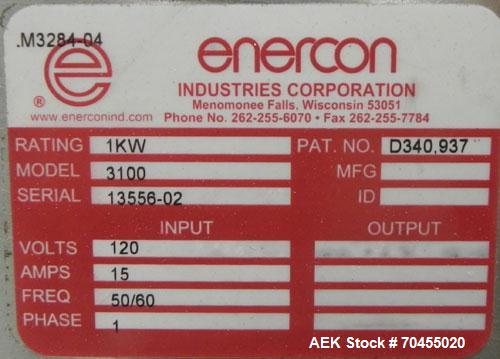 M3284-04
enercon
INDUSTRIES CORPORATION
Menomonee Falls, Wisconsin 53051
® www.enerconind.com Phone No. 262-255-6070 • Fax 262-255-7784
RATING 1KW PAT. NO. D340,937
MODEL 3100 MFG
SERIAL 13556-02 ID
INPUT OUTPUT
VOLTS 120
AMPS 15
FREQ 50/60
PHASE 1
AEK Stock # 70455020